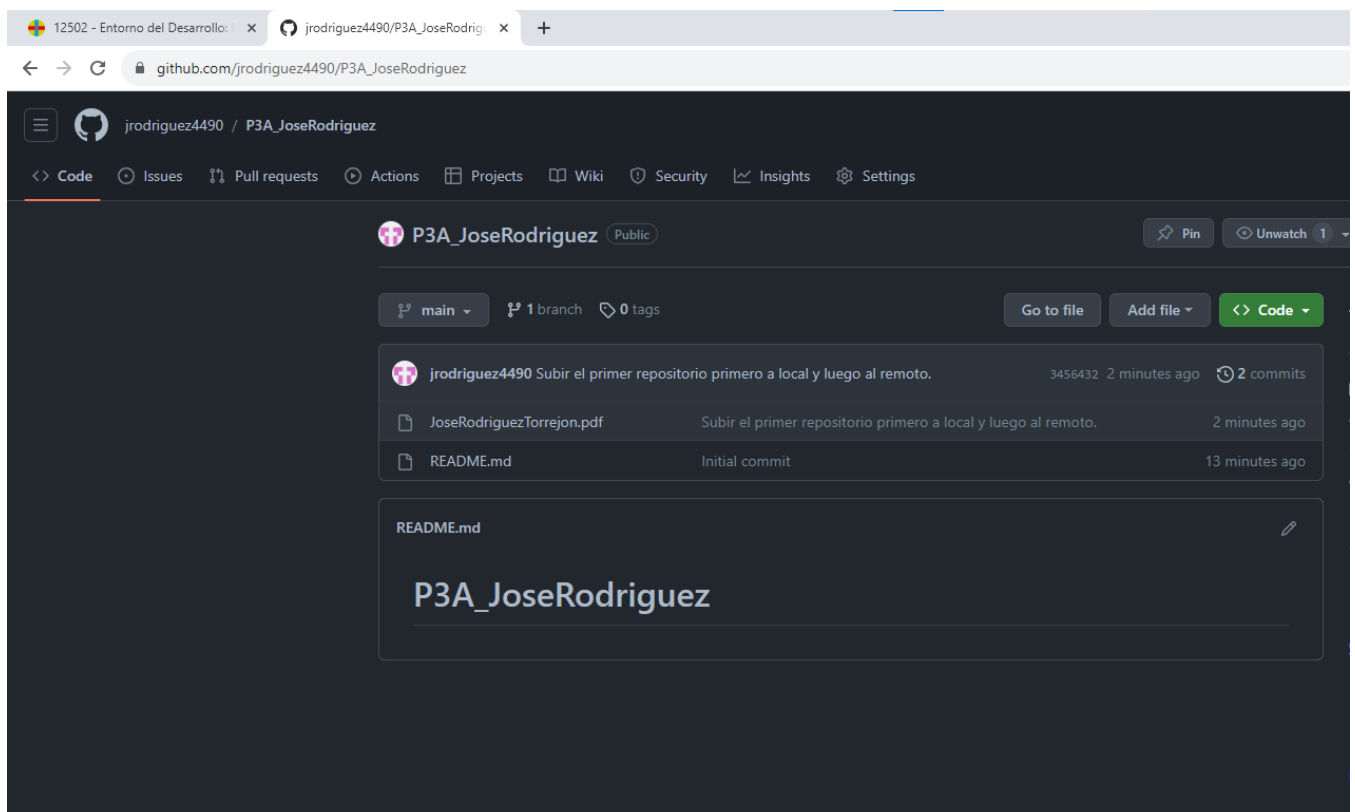 12502 - Entorno del Desarrollo:
jrodriguez4490/P3A_JoseRodrig
github.com/jrodriguez4490/P3A_JoseRodriguez
jrodriguez4490 / P3A_JoseRodriguez
Code Issues Pull requests Actions Projects Wiki Security Insights Settings
P3A_JoseRodriguez Public Pin Unwatch 1
main 1 branch 0 tags Go to file Add file Code
jrodriguez4490 Subir el primer repositorio primero a local y luego al remoto. 3456432 2 minutes ago 2 commits
JoseRodriguezTorrejon.pdf Subir el primer repositorio primero a local y luego al remoto. 2 minutes ago
README.md Initial commit 13 minutes ago
README.md
P3A_JoseRodriguez